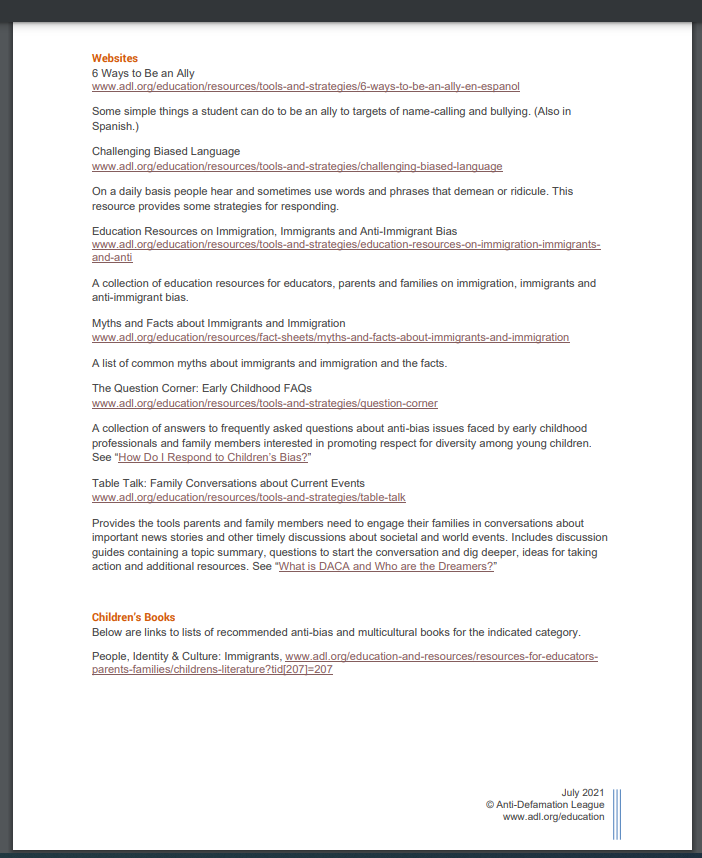 Websites
6 Ways to Be an Ally
www.adl.org/education/resources/tools-and-strategies/6-ways-to-be-an-ally-en-espanol
Some simple things a student can do to be an ally to targets of name-calling and bullying. (Also in
Spanish.)
Challenging Biased Language
www.adl.org/education/resources/tools-and-strategies/challenging-biased-language
On a daily basis people hear and sometimes use words and phrases that demean or ridicule. This
resource provides some strategies for responding.
Education Resources on Immigration, Immigrants and Anti-Immigrant Bias
www.adl.org/education/resources/tools-and-strategies/education-resources-on-immigration-immigrants-
and-anti
A collection of education resources for educators, parents and families on immigration, immigrants and
anti-immigrant bias.
Myths and Facts about Immigrants and Immigration
www.adl.org/education/resources/fact-sheets/myths-and-facts-about-immigrants-and-immigration
A list of common myths about immigrants and immigration and the facts.
The Question Corner: Early Childhood FAQs
www.adl.org/education/resources/tools-and-strategies/question-corner
A collection of answers to frequently asked questions about anti-bias issues faced by early childhood
professionals and family members interested in promoting respect for diversity among young children.
See “How Do I Respond to Children’s Bias?”
Table Talk: Family Conversations about Current Events
www.adl.org/education/resources/tools-and-strategies/table-talk
Provides the tools parents and family members need to engage their families in conversations about
important news stories and other timely discussions about societal and world events. Includes discussion
guides containing a topic summary, questions to start the conversation and dig deeper, ideas for taking
action and additional resources. See “What is DACA and Who are the Dreamers?”
Children’s Books
Below are links to lists of recommended anti-bias and multicultural books for the indicated category.
People, Identity & Culture: Immigrants, www.adl.org/education-and-resources/resources-for-educators-
parents-families/childrens-literature?tid[207]=207
July 2021
© Anti-Defamation League
www.adl.org/education